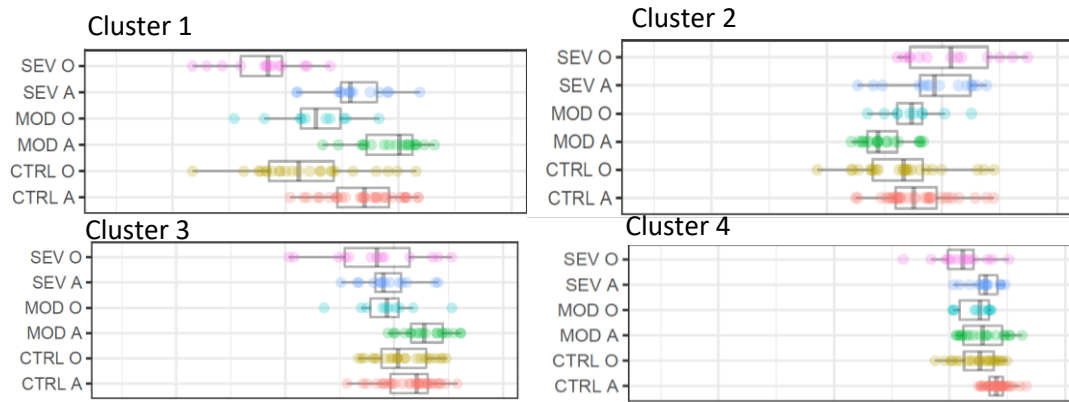 Cluster 1
SEV O
SEV A
MOD O
MOD A
CTRL O
CTRL A
Cluster 2
SEV O
SEV A
MOD O
MOD A
CTRL O
CTRL A
Cluster 3
SEV O
SEV A
MOD O
MOD A
CTRL O
CTRL A
Cluster 4
SEV O
SEV A
MOD O
MOD A
CTRL O
CTRL A